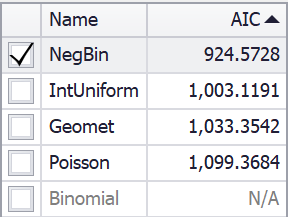 Name AIC
NegBin 924.5728
IntUniform 1,003.1191
Geomet 1,033.3542
Poisson 1,099.3684
Binomial N/A